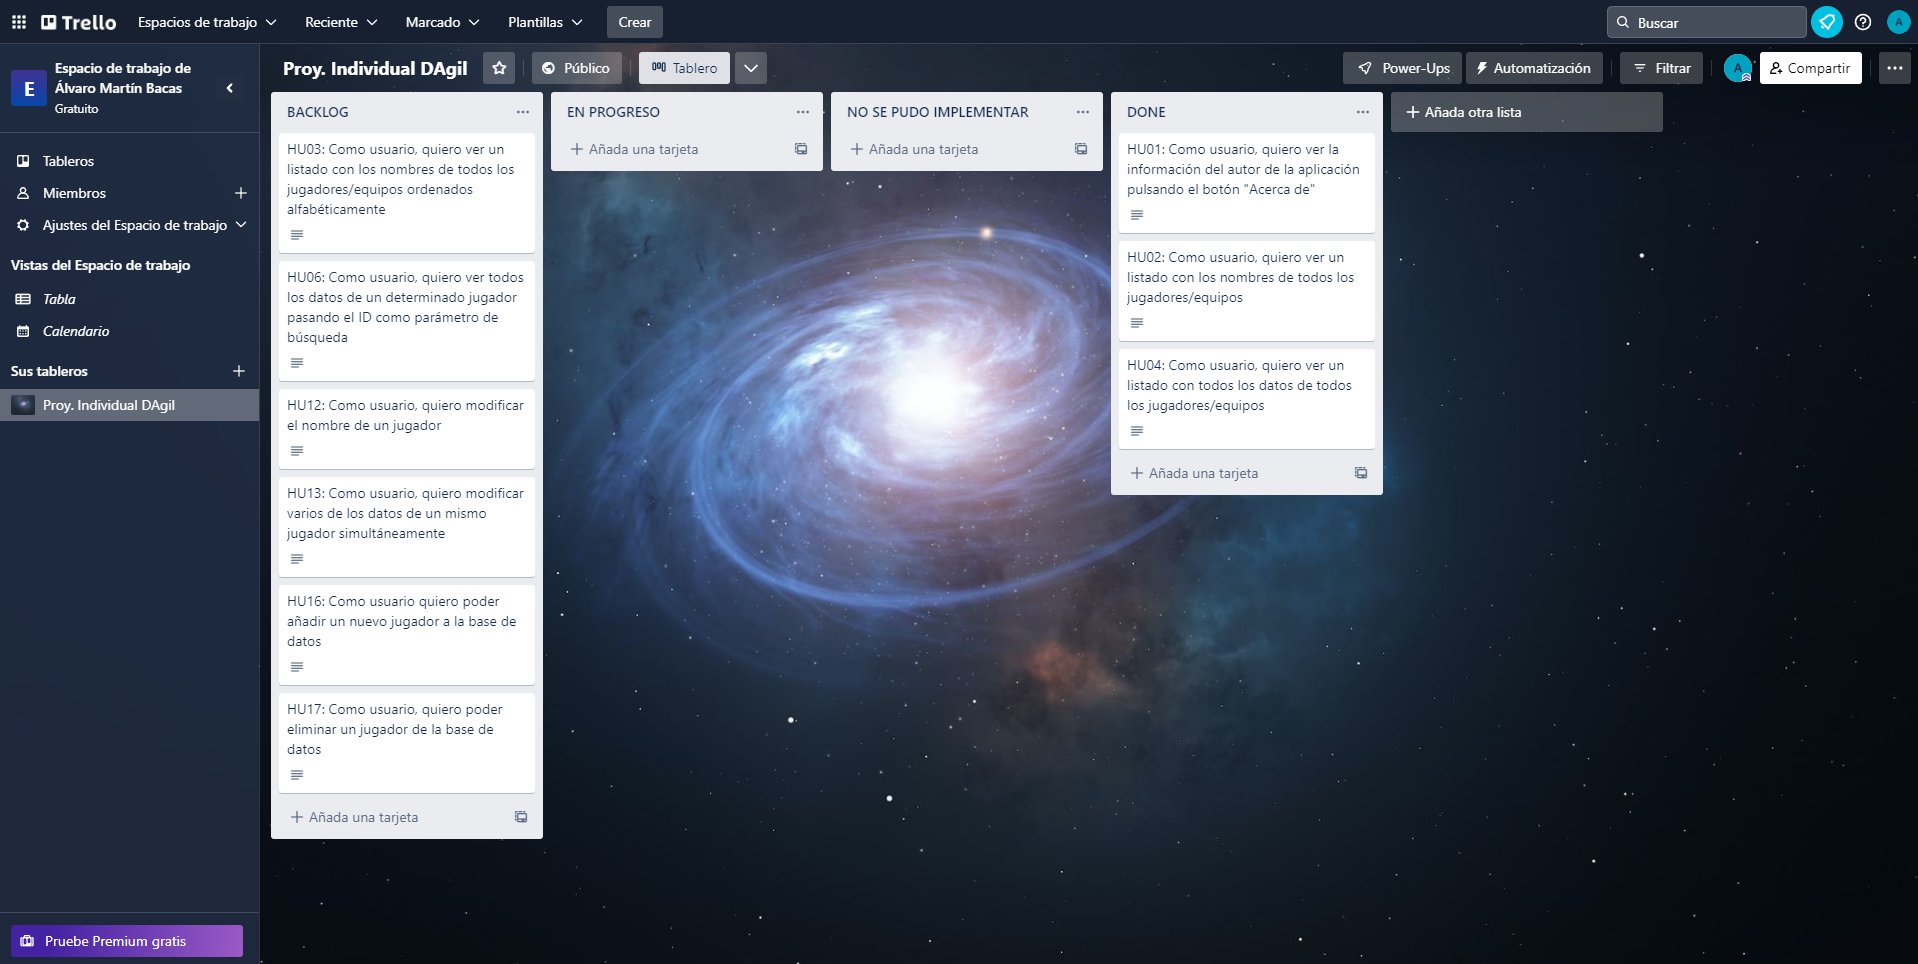 Trello
Espacios de trabajo
Reciente
Marcado
Plantillas
Crear
Buscar
A
E
Espacio de trabajo de
Álvaro Martín Bacas
Gratuito
Tableros
Miembros
Ajustes del Espacio de trabajo
Vistas del Espacio de trabajo
Tabla
Calendario
Sus tableros
Proy. Individual DAgil
Pruebe Premium gratis
Proy. Individual DAgil
Público
Tablero
Power-Ups
Automatización
Filtrar
A
Compartir
BACKLOG
HU03: Como usuario, quiero ver un
listado con los nombres de todos los
jugadores/equipos ordenados
alfabéticamente
HU06: Como usuario, quiero ver todos
los datos de un determinado jugador
pasando el ID como parámetro de
búsqueda
HU12: Como usuario, quiero modificar
el nombre de un jugador
HU13: Como usuario, quiero modificar
varios de los datos de un mismo
jugador simultáneamente
HU16: Como usuario quiero poder
añadir un nuevo jugador a la base de
datos
HU17: Como usuario, quiero poder
eliminar un jugador de la base de
datos
Añada una tarjeta
EN PROGRESO
Añada una tarjeta
NO SE PUDO IMPLEMENTAR
Añada una tarjeta
DONE
HU01: Como usuario, quiero ver la
información del autor de la aplicación
pulsando el botón "Acerca de"
HU02: Como usuario, quiero ver un
listado con los nombres de todos los
jugadores/equipos
HU04: Como usuario, quiero ver un
listado con todos los datos de todos
los jugadores/equipos
Añada una tarjeta
Añada otra lista